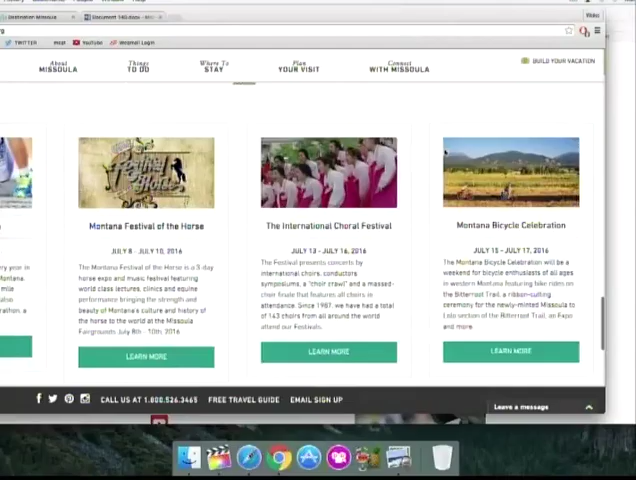 Destination Missoula
Document 140.docx
TWITTER
YouTube
Webmail Login
About
MISSOULA
Things
TO DO
Where To
STAY
Plan
YOUR VISIT
Connect
WITH MISSOULA
BUILD YOUR VACATION
Festival
Horse
Montana Festival of the Horse
JULY 8 - JULY 10, 2016
The Montana Festival of the Horse is a 3 day
horse expo and music festival featuring
world class lectures, clinics and equine
performance bringing the strength and
beauty of Montana's culture and history of
the horse to the world at the Missoula
Fairgrounds July 8th - 10th, 2016
LEARN MORE
The International Choral Festival
JULY 13 - JULY 16, 2016
The Festival presents concerts by
international choirs, conductors
symposiums, a "choir crawl" and a massed-
choir finale that features all choirs in
attendance. Since 1987, we have had a total
of 143 choirs from all around the world
attend our Festivals.
LEARN MORE
Montana Bicycle Celebration
JULY 15 - JULY 17, 2016
The Montana Bicycle Celebration will be a
weekend for bicycle enthusiasts of all ages
in western Montana featuring bike rides on
the Bitterroot Trail, a ribbon-cutting
ceremony for the newly-minted Missoula to
Lolo section of the Bitterroot Trail, an Expo
and more.
LEARN MORE
CALL US AT 1.800.526.3465
FREE TRAVEL GUIDE
EMAIL SIGN UP
Leave a message